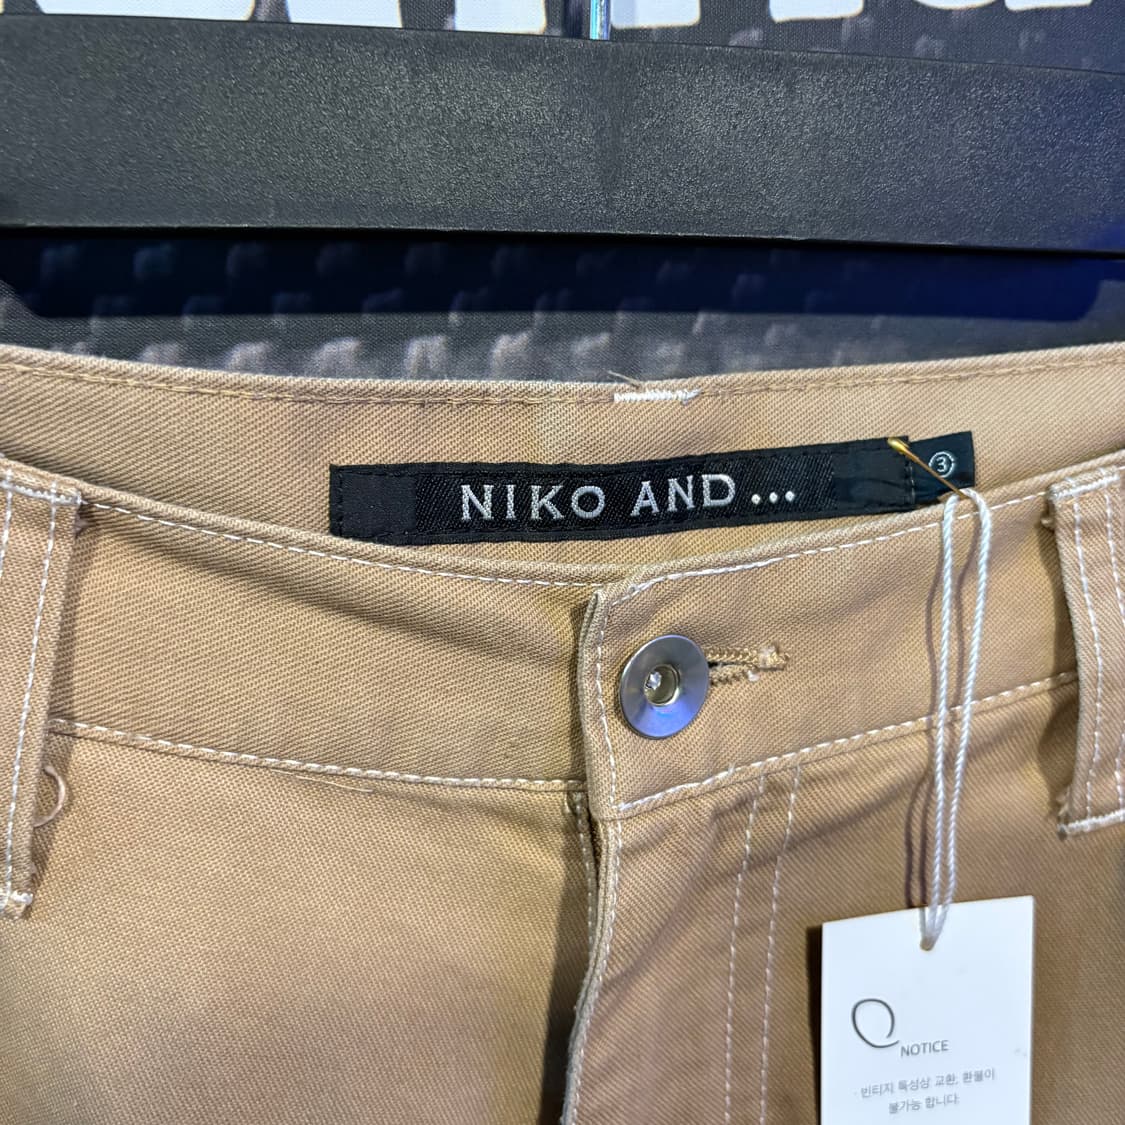 NIKO AND...
3
Q
NOTICE
· 빈티지 특성상 교환, 환불이
불가능 합니다.